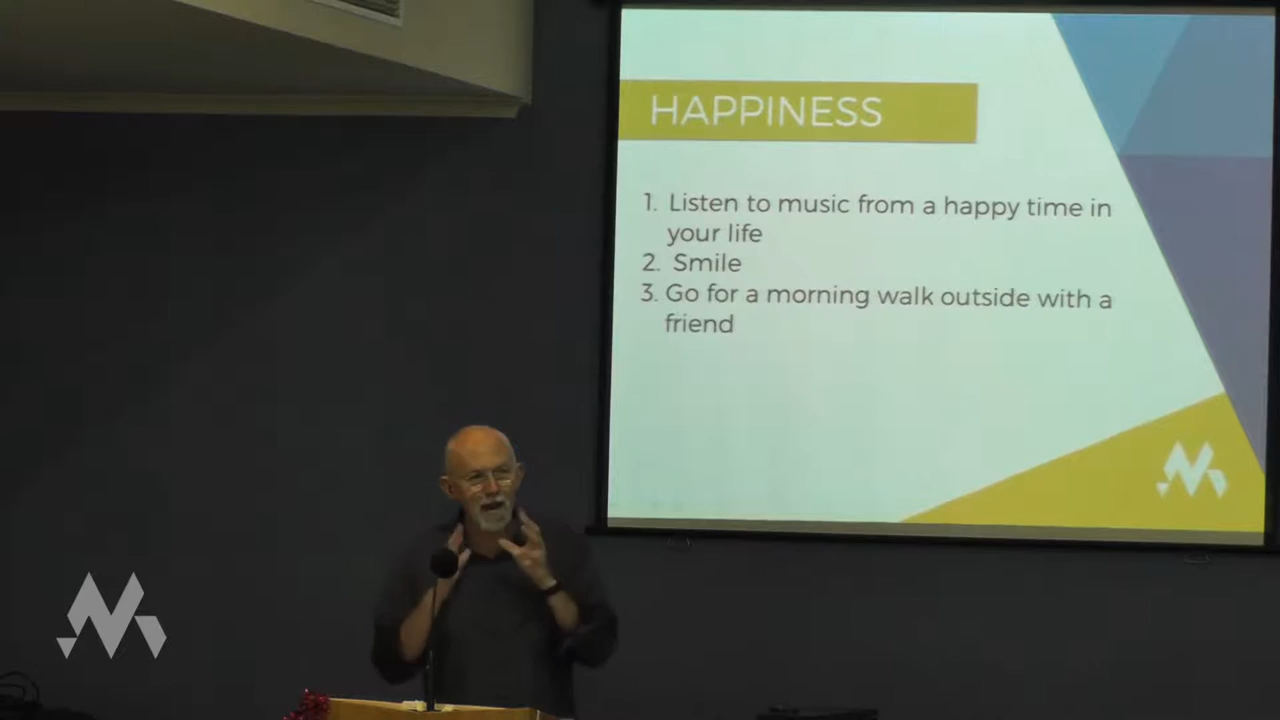 HAPPINESS
1. Listen to music from a happy time in
your life
2. Smile
3. Go for a morning walk outside with a
friend